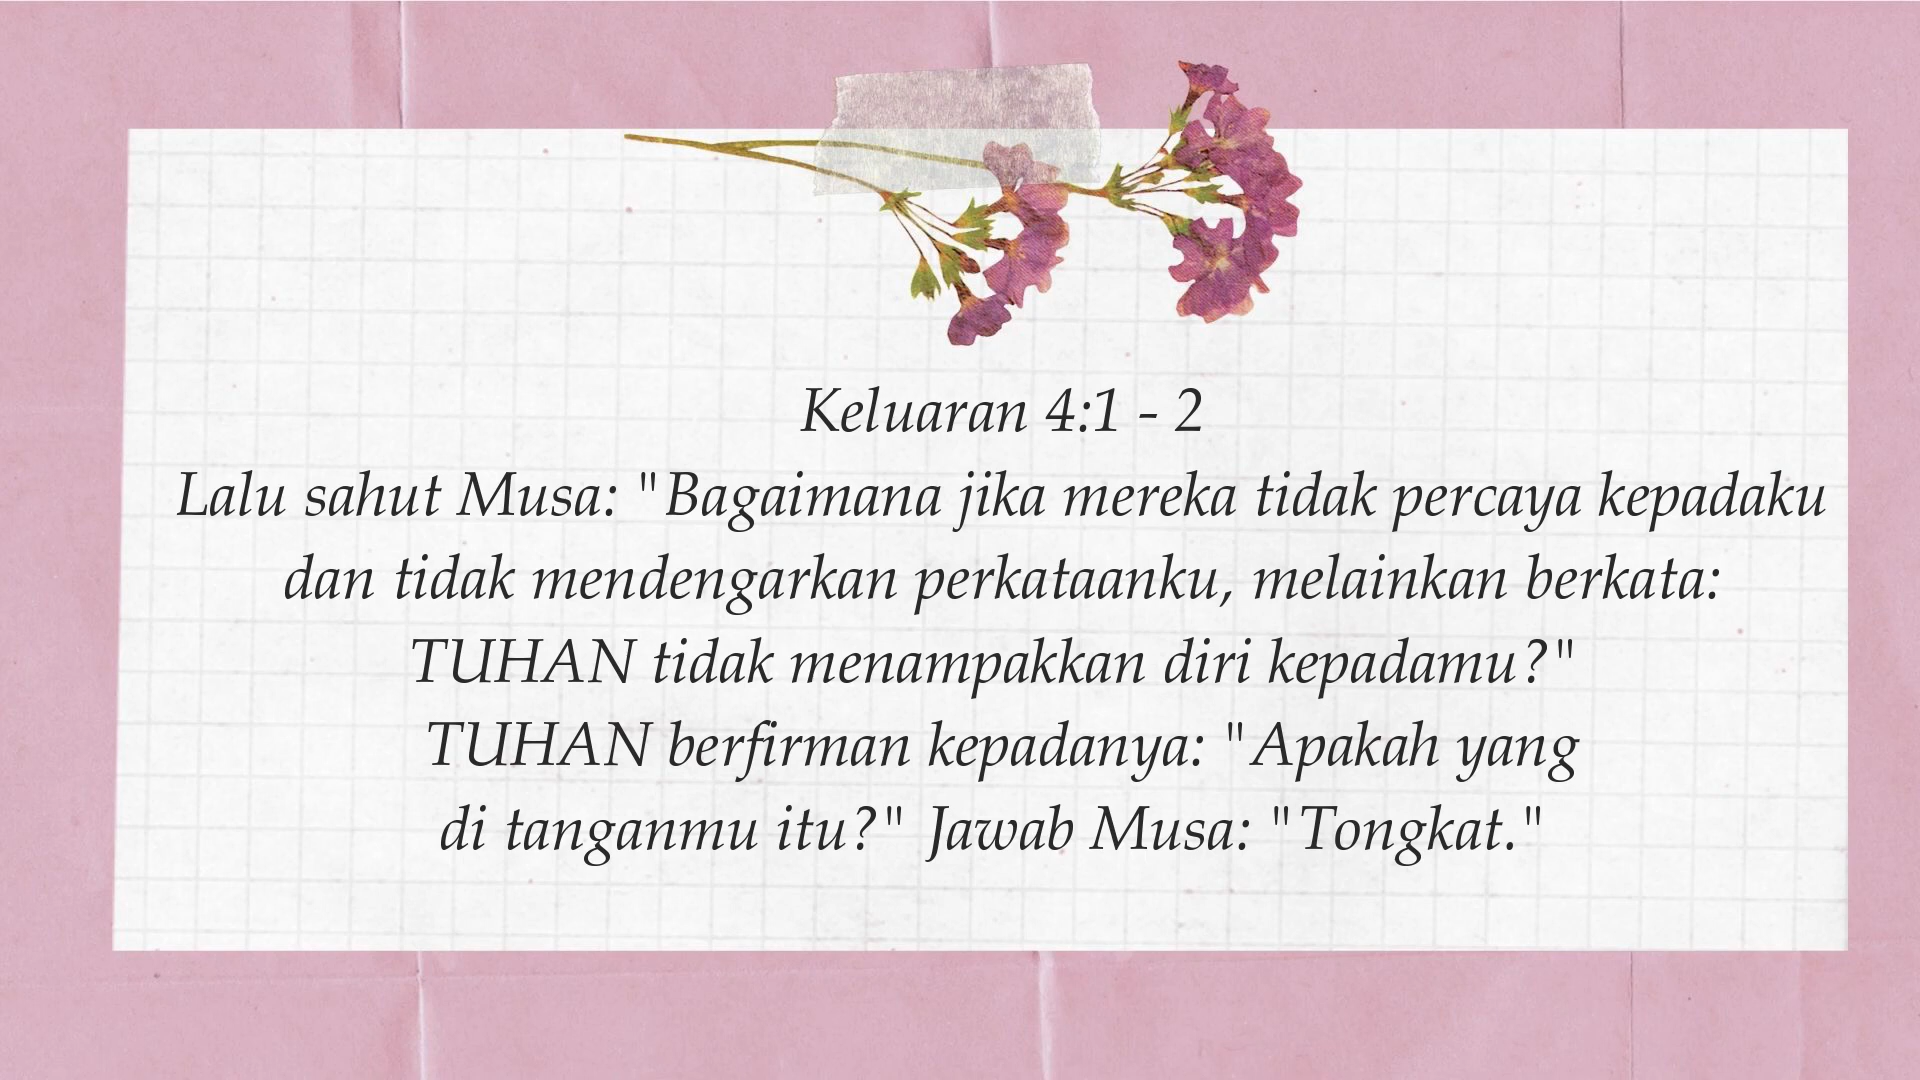 Keluaran 4:1 - 2
Lalu sahut Musa: "Bagaimana jika mereka tidak percaya kepadaku
dan tidak mendengarkan perkataanku, melainkan berkata:
TUHAN tidak menampakkan diri kepadamu?"
TUHAN berfirman kepadanya: "Apakah yang
di tanganmu itu?" Jawab Musa: "Tongkat."